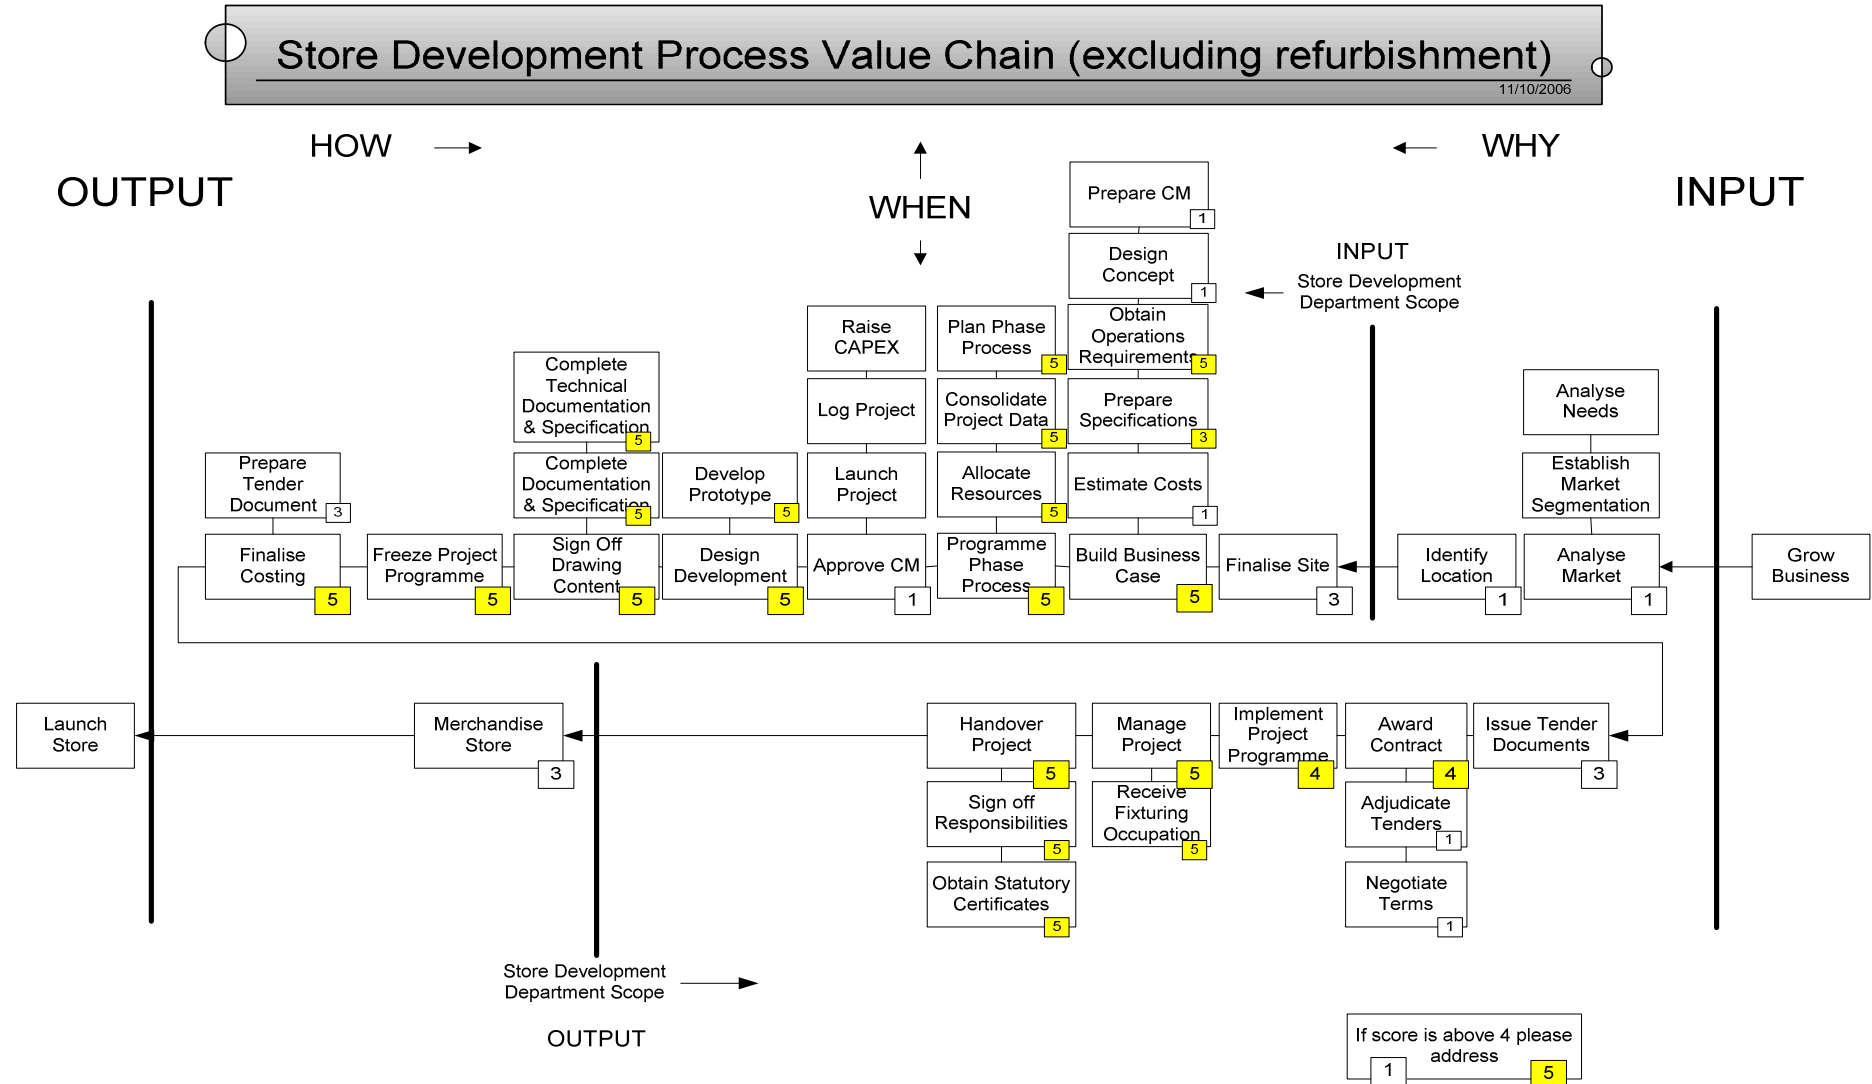 Store Development Process Value Chain (excluding refurbishment)
11/10/2006
HOW
WHEN
WHY
OUTPUT
INPUT
INPUT
Store Development
Department Scope
Prepare CM
1
Design
Concept
1
Obtain
Operations
Requirements
5
Prepare
Specifications
3
Estimate Costs
1
Build Business
Case
5
Plan Phase
Process
5
Consolidate
Project Data
5
Allocate
Resources
5
Programme
Phase
Process
5
Raise
CAPEX
Log Project
Launch
Project
Approve CM
1
Develop
Prototype
5
Design
Development
5
Complete
Technical
Documentation
& Specification
5
Complete
Documentation
& Specification
5
Sign Off
Drawing
Content
5
Freeze Project
Programme
5
Prepare
Tender
Document
3
Finalise
Costing
5
Finalise Site
3
Identify
Location
1
Analyse
Needs
Establish
Market
Segmentation
Analyse
Market
1
Grow
Business
Launch
Store
Merchandise
Store
3
Handover
Project
5
Sign off
Responsibilities
5
Obtain Statutory
Certificates
5
Manage
Project
5
Receive
Fixturing
Occupation
5
Implement
Project
Programme
4
Award
Contract
4
Adjudicate
Tenders
1
Negotiate
Terms
1
Issue Tender
Documents
3
Store Development
Department Scope
OUTPUT
If score is above 4 please
address
1
5